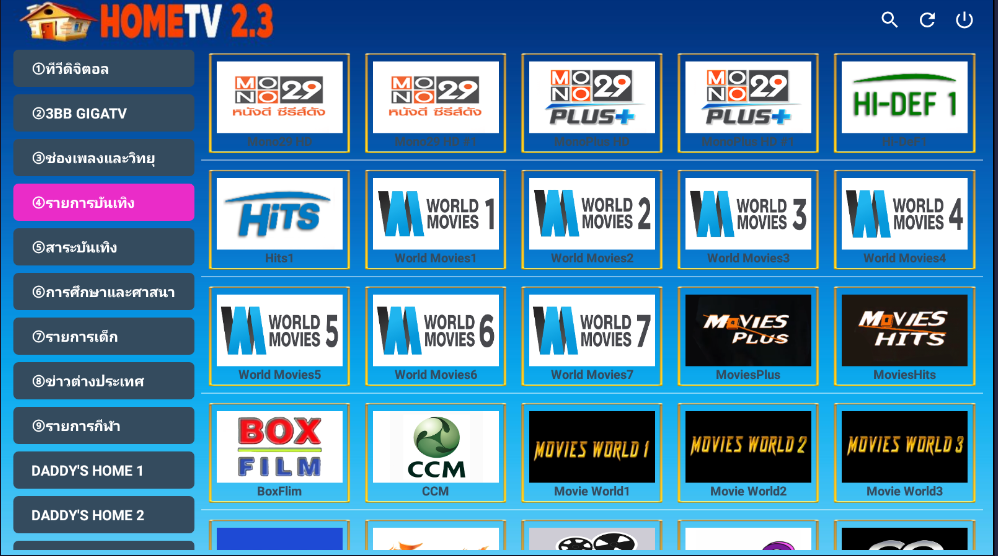 HOMETV 2.3
①ทีวีดิจิตอล
②3BB GIGATV
③ช่องเพลงและวิทยุ
④รายการบันเทิง
⑤สาระบันเทิง
⑥การศึกษาและศาสนา
⑦รายการเด็ก
⑧ข่าวต่างประเทศ
⑨รายการกีฬา
DADDY'S HOME 1
DADDY'S HOME 2
MONO 29
หนังดี ซีรีส์ดัง
MONO 29
หนังดี ซีรีส์ดัง
MONO 29
PLUS+
MONO 29
PLUS+
HI-DEF 1
HiTS
Hits1
WORLD
MOVIES 1
World Movies1
WORLD
MOVIES 2
World Movies2
WORLD
MOVIES 3
World Movies3
WORLD
MOVIES 4
World Movies4
WORLD
MOVIES 5
World Movies5
WORLD
MOVIES 6
World Movies6
WORLD
MOVIES 7
World Movies7
MOVIES
PLUS
MoviesPlus
MOVIES
HITS
MoviesHits
BOX
FILM
BoxFlim
CCM
CCM
MOVIES WORLD 1
Movie World1
MOVIES WORLD 2
Movie World2
MOVIES WORLD 3
Movie World3